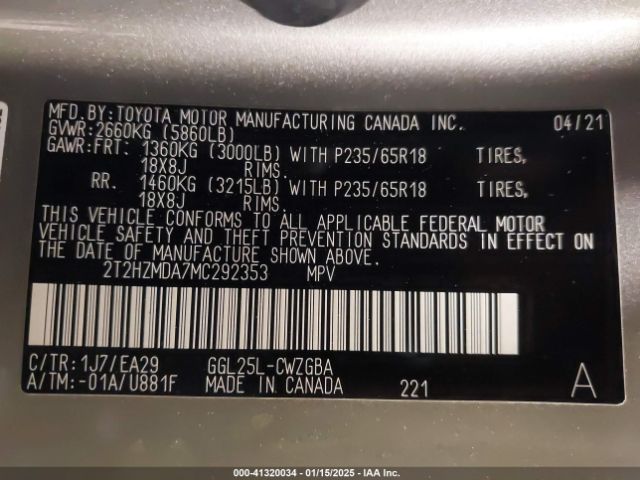 MFD.BY:TOYOTA MOTOR MANUFACTURING CANADA INC. 04/21
GVWR:2660KG (5860LB)
GAWR:FRT. 1360KG (3000LB) WITH P235/65R18 TIRES,
18X8J RIMS.
RR. 1460KG (3215LB) WITH P235/65R18 TIRES,
18X8J RIMS.
THIS VEHICLE CONFORMS TO ALL APPLICABLE FEDERAL MOTOR
VEHICLE SAFETY AND THEFT PREVENTION STANDARDS IN EFFECT ON
THE DATE OF MANUFACTURE SHOWN ABOVE.
2T2HZMDA7MC292353 MPV
C/TR:1J7/EA29 GGL25L-CWZGBA
A/TM:-01A/U881F MADE IN CANADA 221 A
000-41320034 - 01/15/2025 - IAA Inc.